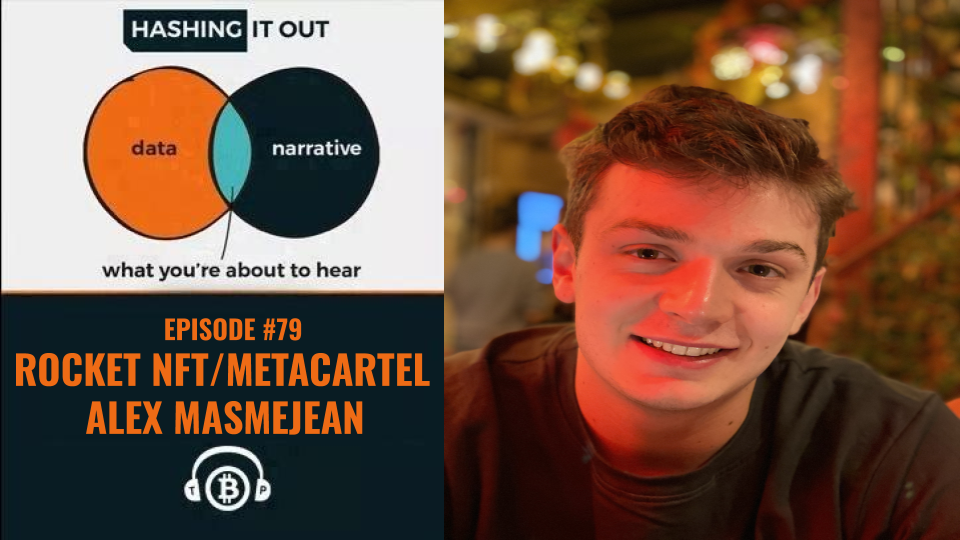 HASHING IT OUT
data
narrative
what you're about to hear
EPISODE #79
ROCKET NFT/METACARTEL
ALEX MASMEJEAN
T P